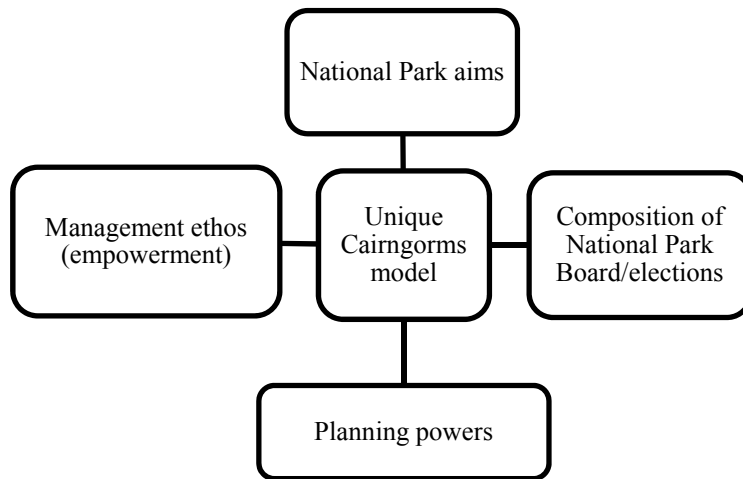 National Park aims
Management ethos
(empowerment)
Unique
Cairngorms
model
Composition of
National Park
Board/elections
Planning powers